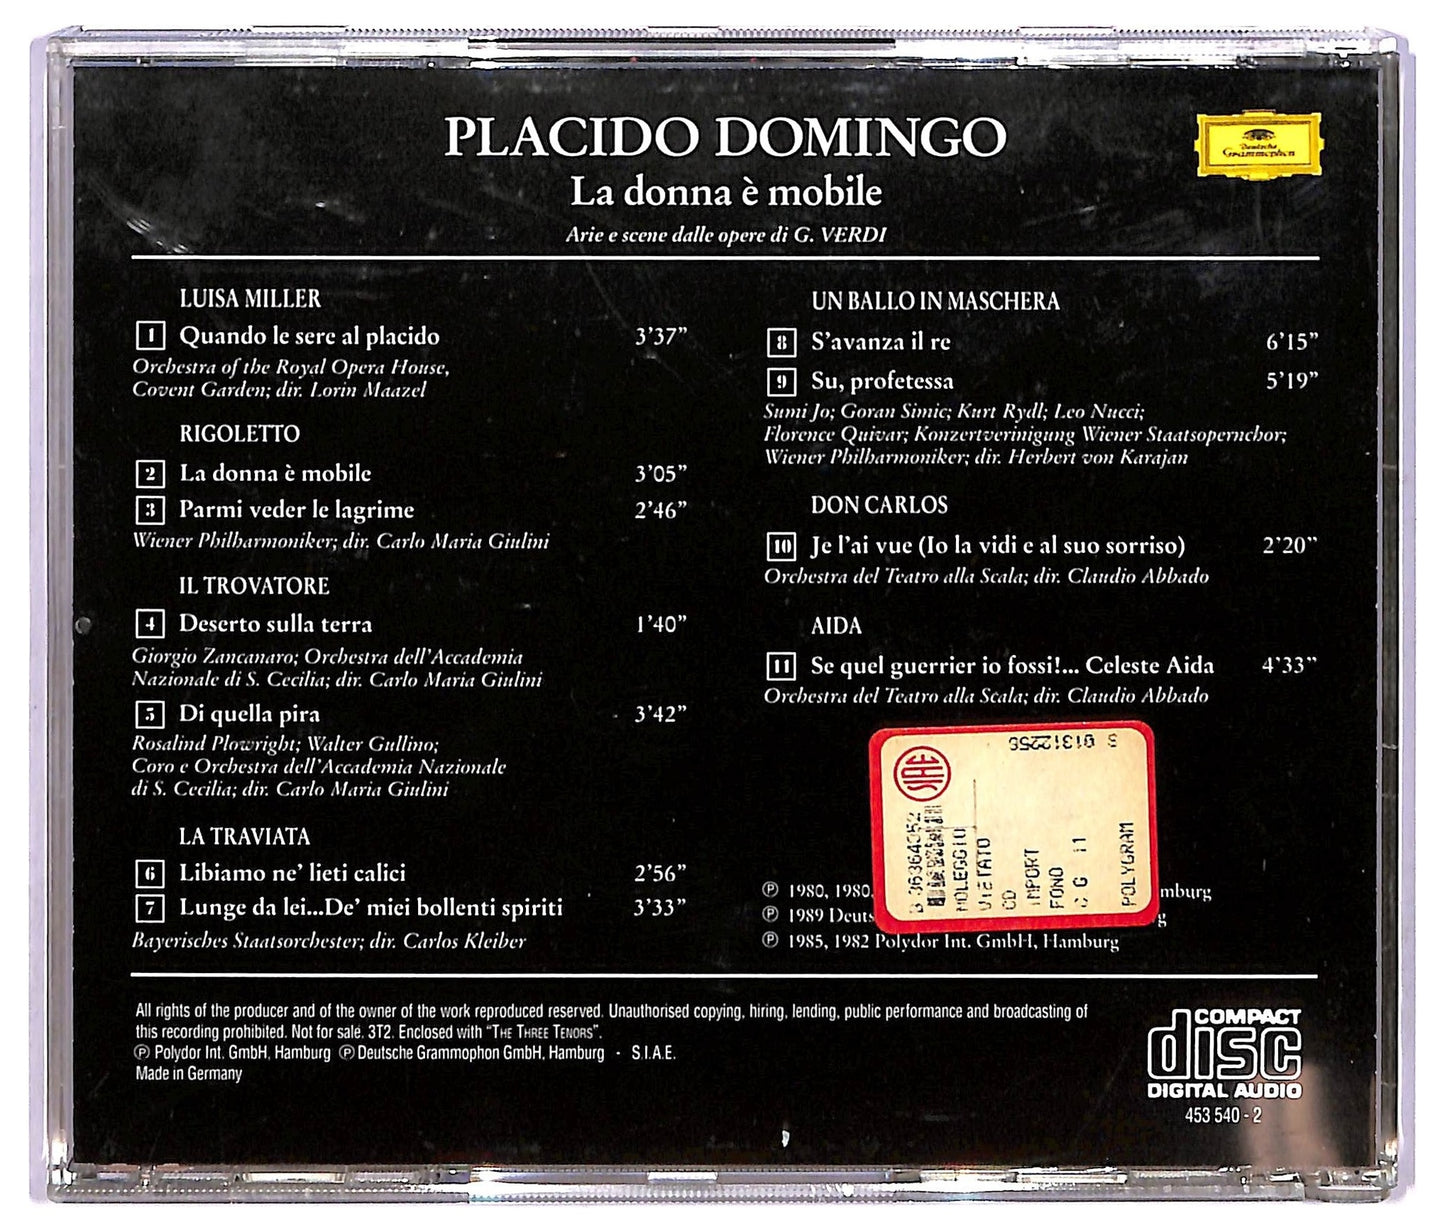 PLACIDO DOMINGO
La donna è mobile
Arie e scene dalle opere di G. VERDI
Deutsche
Grammophon
LUISA MILLER
1 Quando le sere al placido 3'37"
Orchestra of the Royal Opera House,
Covent Garden; dir. Lorin Maazel
RIGOLETTO
2 La donna è mobile 3'05"
3 Parmi veder le lagrime 2'46"
Wiener Philharmoniker; dir. Carlo Maria Giulini
IL TROVATORE
4 Deserto sulla terra 1'40"
Giorgio Zancanaro; Orchestra dell'Accademia
Nazionale di S. Cecilia; dir. Carlo Maria Giulini
5 Di quella pira 3'42"
Rosalind Plowright; Walter Gullino;
Coro e Orchestra dell'Accademia Nazionale
di S. Cecilia; dir. Carlo Maria Giulini
LA TRAVIATA
6 Libiamo ne' lieti calici 2'56"
7 Lunge da lei...De' miei bollenti spiriti 3'33"
Bayerisches Staatsorchester; dir. Carlos Kleiber
UN BALLO IN MASCHERA
8 S'avanza il re 6'15"
9 Su, profetessa 5'19"
Sumi Jo; Goran Simic; Kurt Rydl; Leo Nucci;
Florence Quivar; Konzertverinigung Wiener Staatsopernchor;
Wiener Philharmoniker; dir. Herbert von Karajan
DON CARLOS
10 Je l'ai vue (Io la vidi e al suo sorriso) 2'20"
Orchestra del Teatro alla Scala; dir. Claudio Abbado
AIDA
11 Se quel guerrier io fossi!... Celeste Aida 4'33"
Orchestra del Teatro alla Scala; dir. Claudio Abbado
SIAE
NOLEGGIO
VIETATO
CD
IMPORT
FONO
POLYGRAM
℗ 1980, 1980, mburg
℗ 1989 Deuts g
℗ 1985, 1982 Polydor Int. GmbH, Hamburg
All rights of the producer and of the owner of the work reproduced reserved. Unauthorised copying, hiring, lending, public performance and broadcasting of
this recording prohibited. Not for sale. 3T2. Enclosed with "THE THREE TENORS".
℗ Polydor Int. GmbH, Hamburg ℗ Deutsche Grammophon GmbH, Hamburg · S.I.A.E.
Made in Germany
COMPACT
disc
DIGITAL AUDIO
453 540 - 2